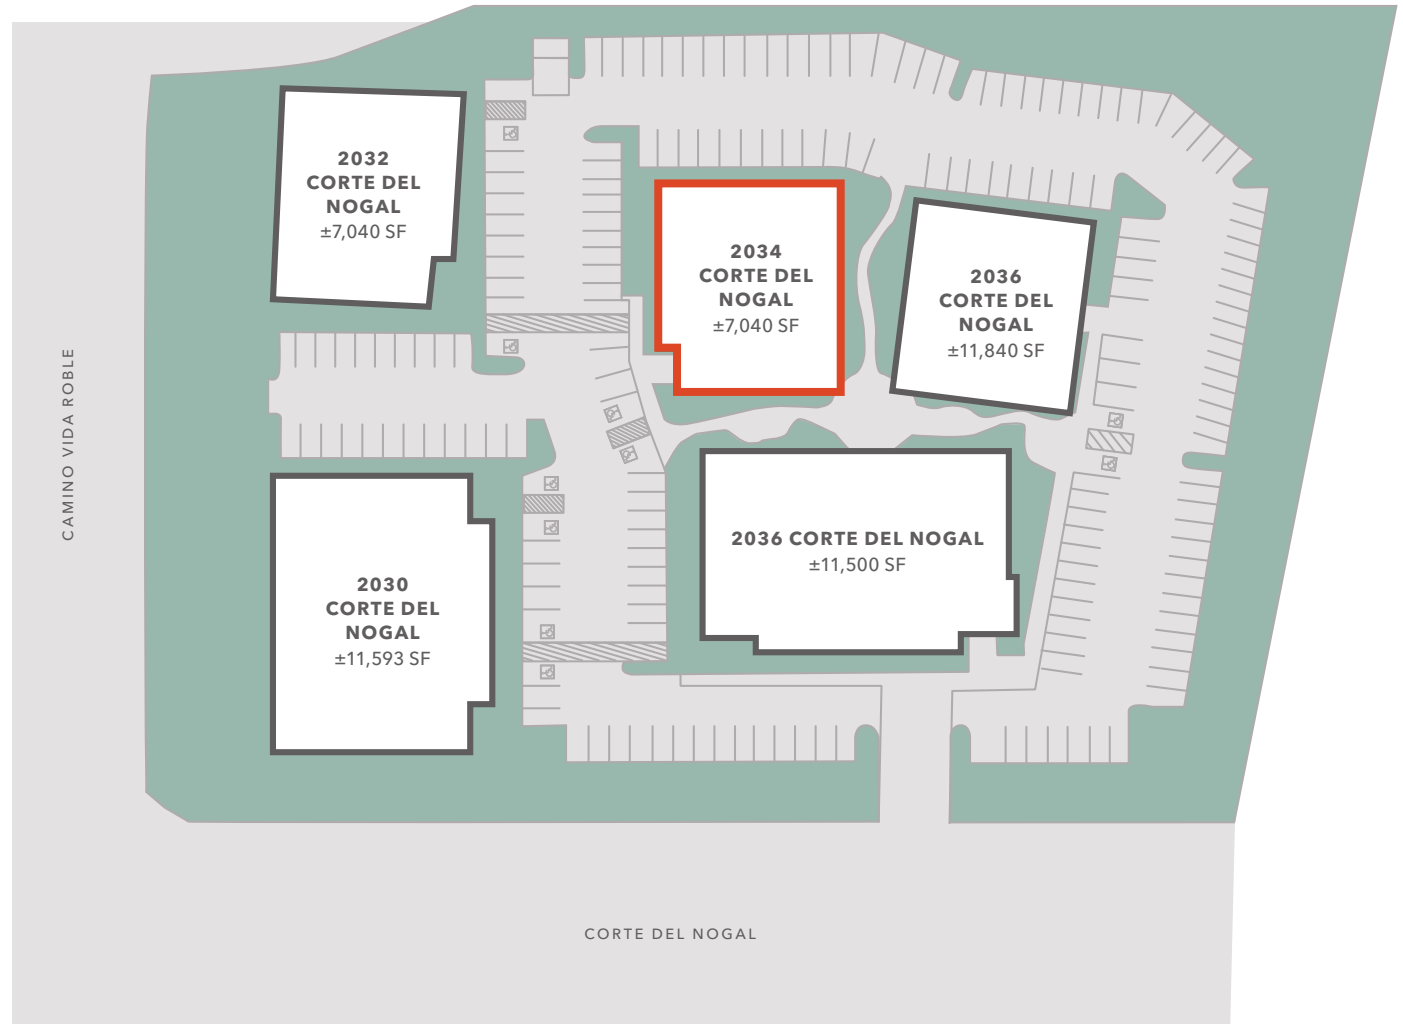 2032
CORTE DEL
NOGAL
±7,040 SF
2034
CORTE DEL
NOGAL
±7,040 SF
2036
CORTE DEL
NOGAL
±11,840 SF
CAMINO VIDA ROBLE
2030
CORTE DEL
NOGAL
±11,593 SF
2036 CORTE DEL NOGAL
±11,500 SF
CORTE DEL NOGAL